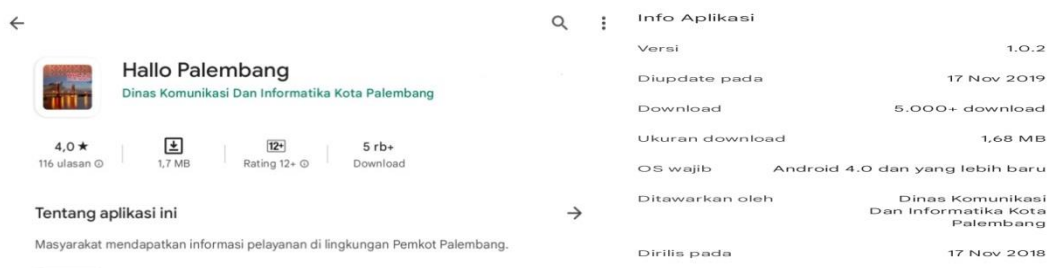 Hallo Palembang
Dinas Komunikasi Dan Informatika Kota Palembang
4,0 ★
116 ulasan
1,7 MB
12+
Rating 12+
5 rb+
Download
Tentang aplikasi ini
Masyarakat mendapatkan informasi pelayanan di lingkungan Pemkot Palembang.
Info Aplikasi
Versi 1.0.2
Diupdate pada 17 Nov 2019
Download 5.000+ download
Ukuran download 1,68 MB
OS wajib Android 4.0 dan yang lebih baru
Ditawarkan oleh Dinas Komunikasi
Dan Informatika Kota
Palembang
Dirilis pada 17 Nov 2018